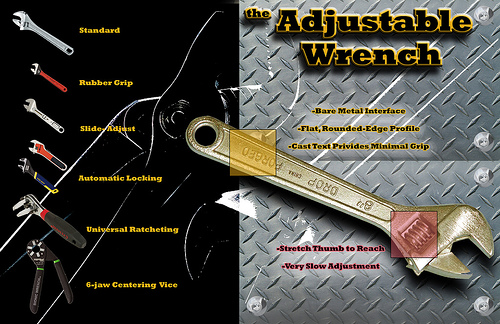 the Adjustable
Wrench
Standard
Rubber Grip
Slide-Adjust
Automatic Locking
Universal Ratcheting
6-jaw Centering Vice
-Bare Metal Interface
-Flat, Rounded-Edge Profile
-Cast Text Privides Minimal Grip
FORGED
CHINA
DROP
8"
-Stretch Thumb to Reach
-Very Slow Adjustment